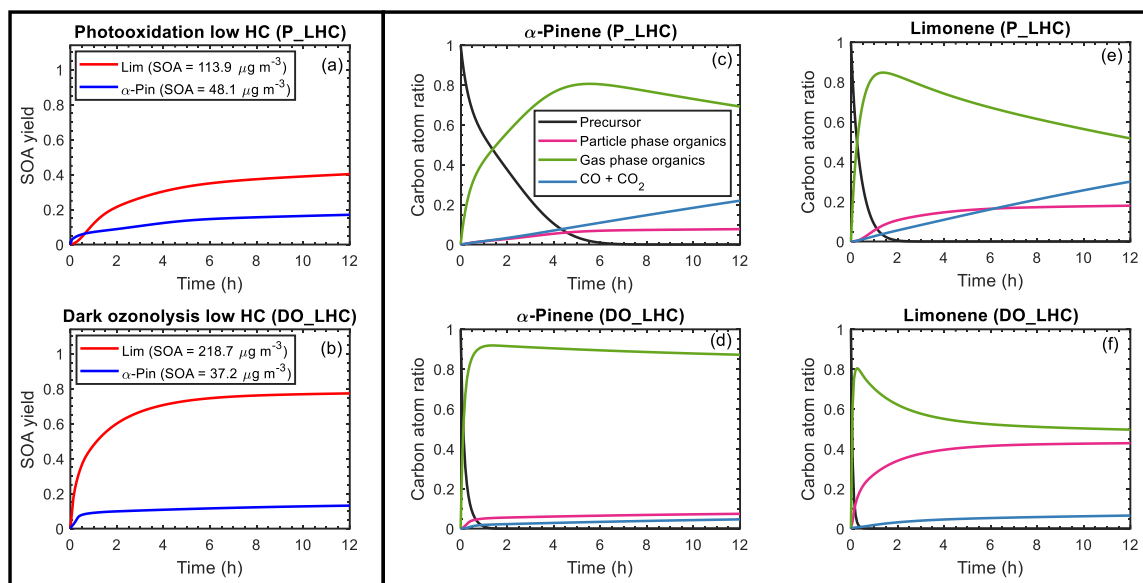 Photooxidation low HC (P_LHC)
(a)
Lim (SOA = 113.9 μg m⁻³)
α-Pin (SOA = 48.1 μg m⁻³)
SOA yield
1
0.8
0.6
0.4
0.2
0
0 2 4 6 8 10 12
Time (h)
Dark ozonolysis low HC (DO_LHC)
(b)
Lim (SOA = 218.7 μg m⁻³)
α-Pin (SOA = 37.2 μg m⁻³)
SOA yield
1
0.8
0.6
0.4
0.2
0
0 2 4 6 8 10 12
Time (h)
α-Pinene (P_LHC)
(c)
Precursor
Particle phase organics
Gas phase organics
CO + CO₂
Carbon atom ratio
1
0.8
0.6
0.4
0.2
0
0 2 4 6 8 10 12
Time (h)
Limonene (P_LHC)
(e)
Carbon atom ratio
1
0.8
0.6
0.4
0.2
0
0 2 4 6 8 10 12
Time (h)
α-Pinene (DO_LHC)
(d)
Carbon atom ratio
1
0.8
0.6
0.4
0.2
0
0 2 4 6 8 10 12
Time (h)
Limonene (DO_LHC)
(f)
Carbon atom ratio
1
0.8
0.6
0.4
0.2
0
0 2 4 6 8 10 12
Time (h)